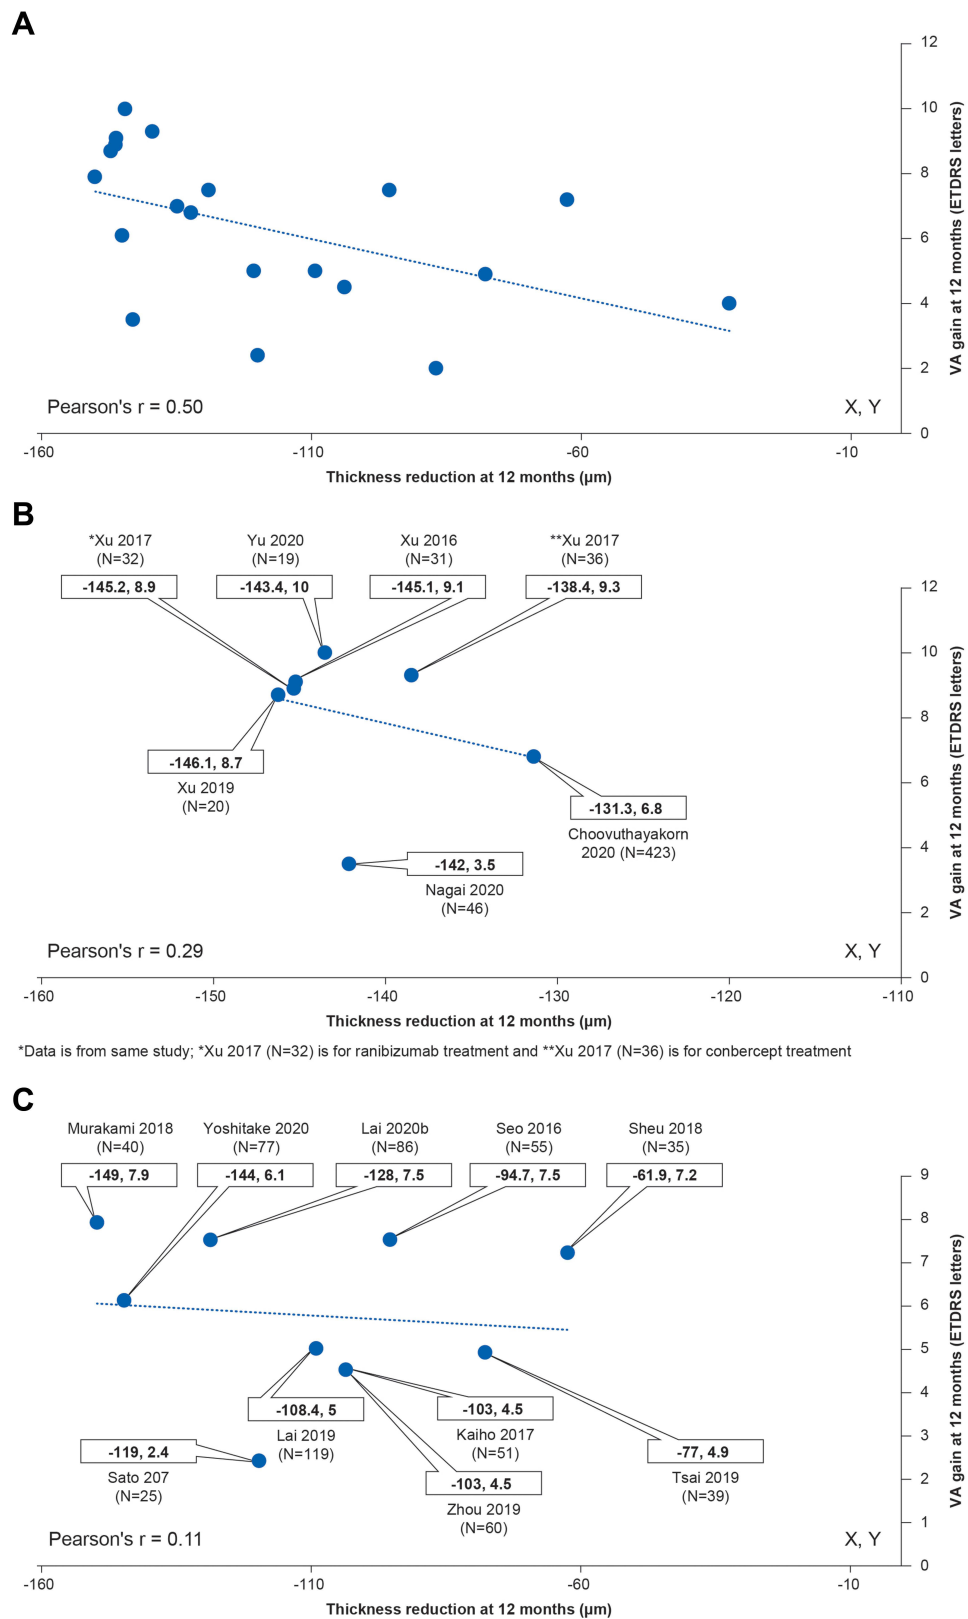 A
12
10
8
6
4
2
0
VA gain at 12 months (ETDRS letters)
Pearson's r = 0.50
X, Y
-160
-110
-60
-10
Thickness reduction at 12 months (µm)
B
*Xu 2017
(N=32)
-145.2, 8.9
Yu 2020
(N=19)
-143.4, 10
Xu 2016
(N=31)
-145.1, 9.1
**Xu 2017
(N=36)
-138.4, 9.3
-146.1, 8.7
Xu 2019
(N=20)
-131.3, 6.8
Choovuthayakorn
2020 (N=423)
-142, 3.5
Nagai 2020
(N=46)
12
10
8
6
4
2
0
VA gain at 12 months (ETDRS letters)
Pearson's r = 0.29
X, Y
-160
-150
-140
-130
-120
-110
Thickness reduction at 12 months (µm)
*Data is from same study; *Xu 2017 (N=32) is for ranibizumab treatment and **Xu 2017 (N=36) is for conbercept treatment
C
Murakami 2018
(N=40)
-149, 7.9
Yoshitake 2020
(N=77)
-144, 6.1
Lai 2020b
(N=86)
-128, 7.5
Seo 2016
(N=55)
-94.7, 7.5
Sheu 2018
(N=35)
-61.9, 7.2
-108.4, 5
Lai 2019
(N=119)
-103, 4.5
Kaiho 2017
(N=51)
-119, 2.4
Sato 207
(N=25)
-103, 4.5
Zhou 2019
(N=60)
-77, 4.9
Tsai 2019
(N=39)
9
8
7
6
5
4
3
2
1
0
VA gain at 12 months (ETDRS letters)
Pearson's r = 0.11
X, Y
-160
-110
-60
-10
Thickness reduction at 12 months (µm)